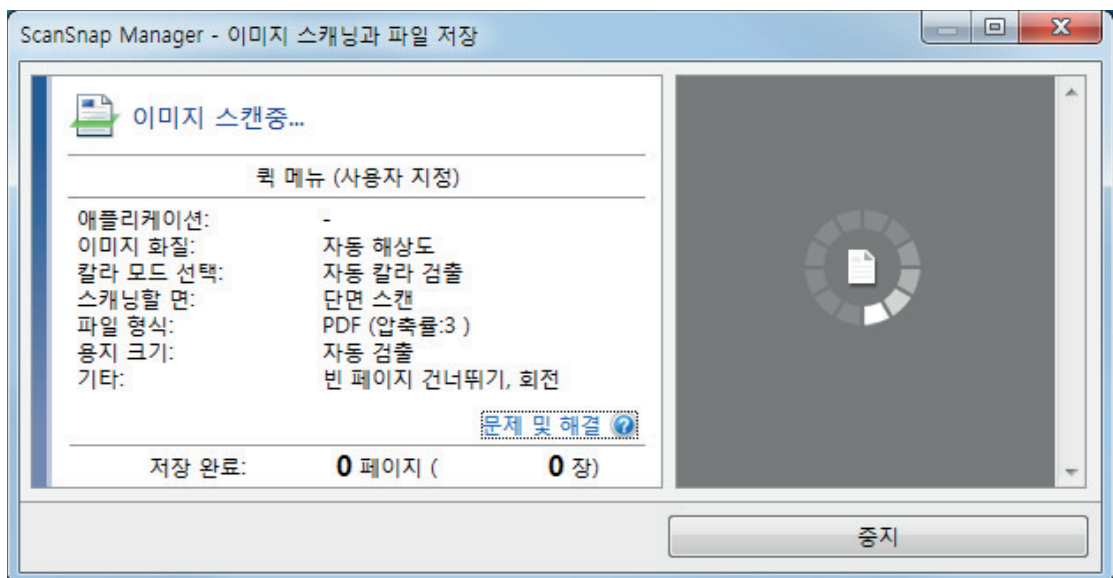 ScanSnap Manager - 이미지 스캐닝과 파일 저장
이미지 스캔중...
퀵 메뉴 (사용자 지정)
애플리케이션: -
이미지 화질: 자동 해상도
칼라 모드 선택: 자동 칼라 검출
스캐닝할 면: 단면 스캔
파일 형식: PDF (압축률:3 )
용지 크기: 자동 검출
기타: 빈 페이지 건너뛰기, 회전
문제 및 해결 ?
저장 완료: 0 페이지 ( 0 장)
중지